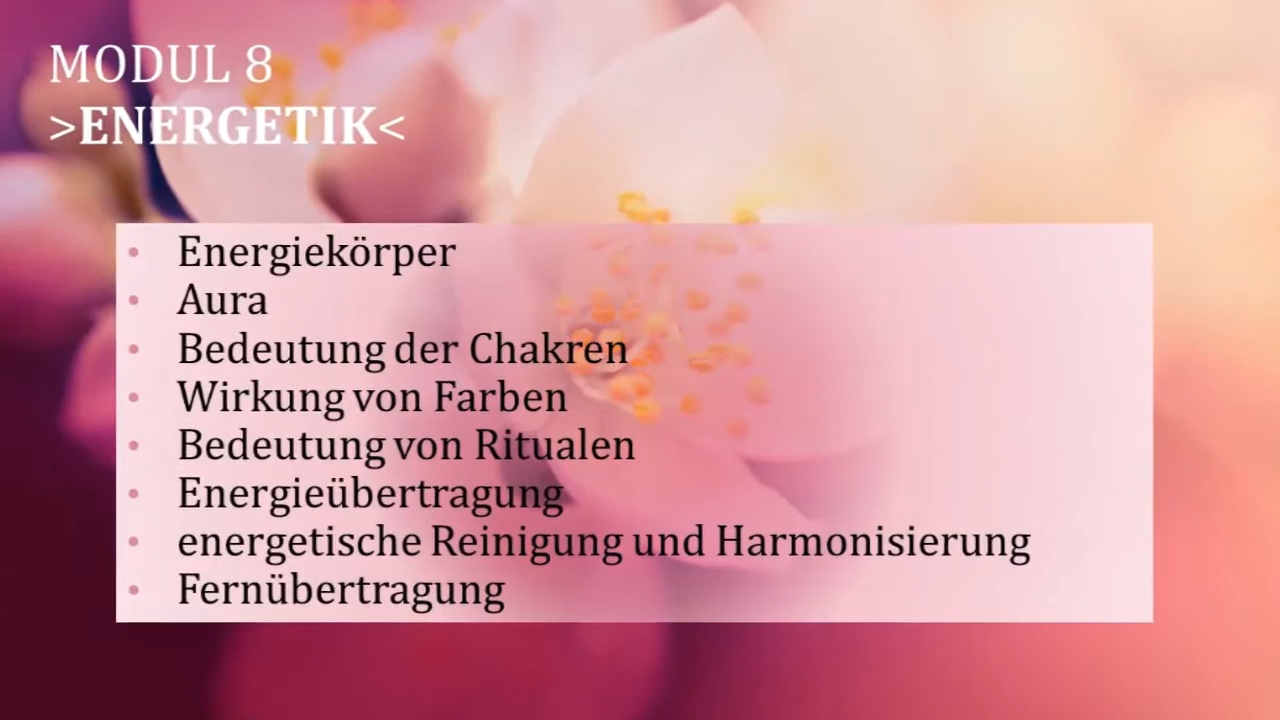 MODUL 8
>ENERGETIK<
• Energiekörper
• Aura
• Bedeutung der Chakren
• Wirkung von Farben
• Bedeutung von Ritualen
• Energieübertragung
• energetische Reinigung und Harmonisierung
• Fernübertragung